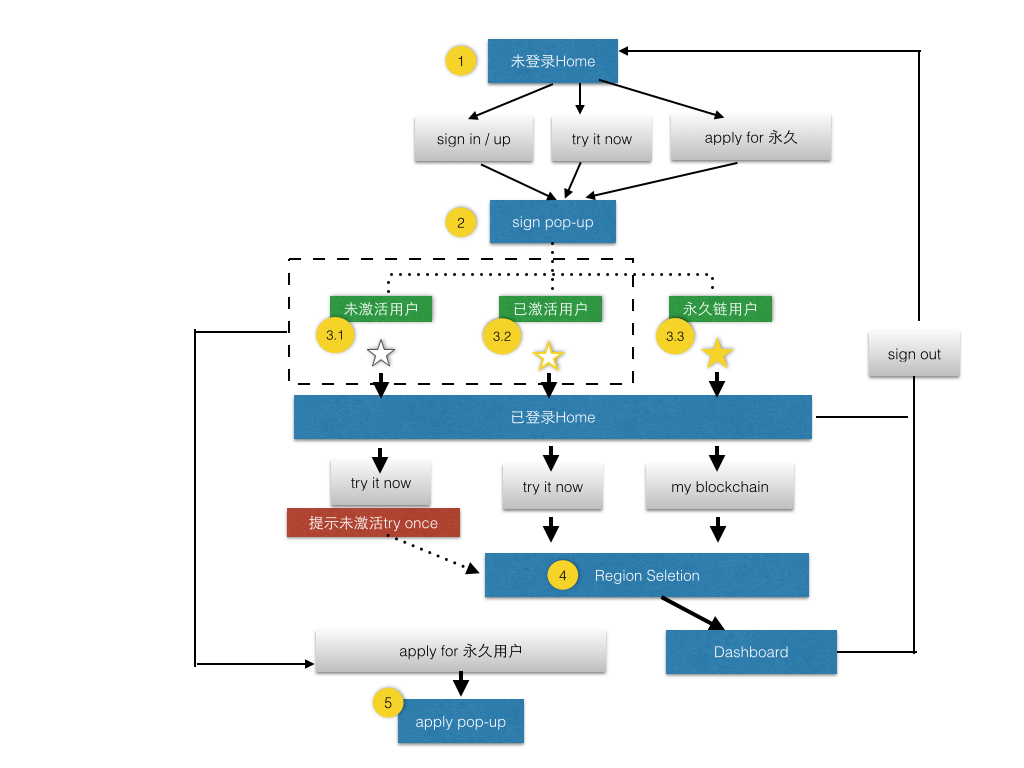 1
未登录Home
sign in / up
try it now
apply for 永久
2
sign pop-up
未激活用户
已激活用户
永久链用户
3.1
3.2
3.3
sign out
已登录Home
try it now
try it now
my blockchain
提示未激活try once
4
Region Seletion
apply for 永久用户
Dashboard
5
apply pop-up